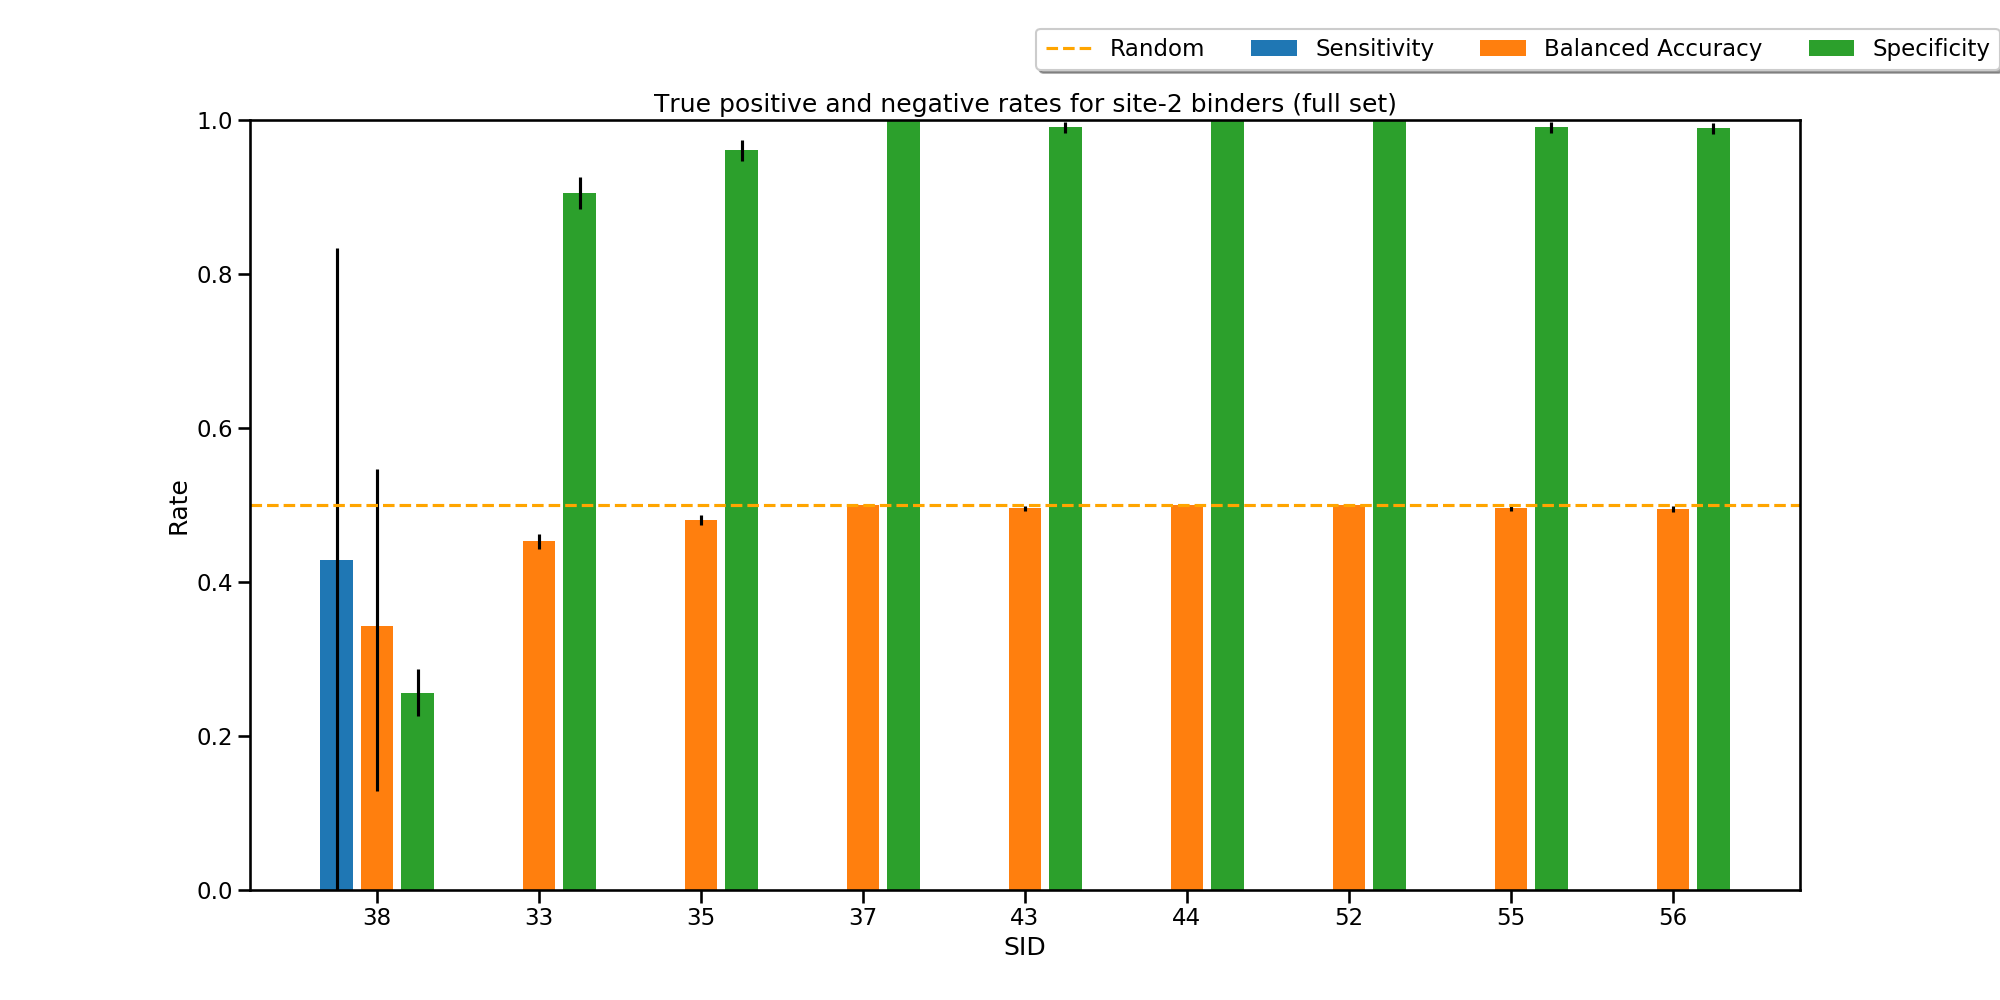 Random Sensitivity Balanced Accuracy Specificity
True positive and negative rates for site-2 binders (full set)
1.0
0.8
0.6
0.4
0.2
0.0
Rate
38 33 35 37 43 44 52 55 56
SID